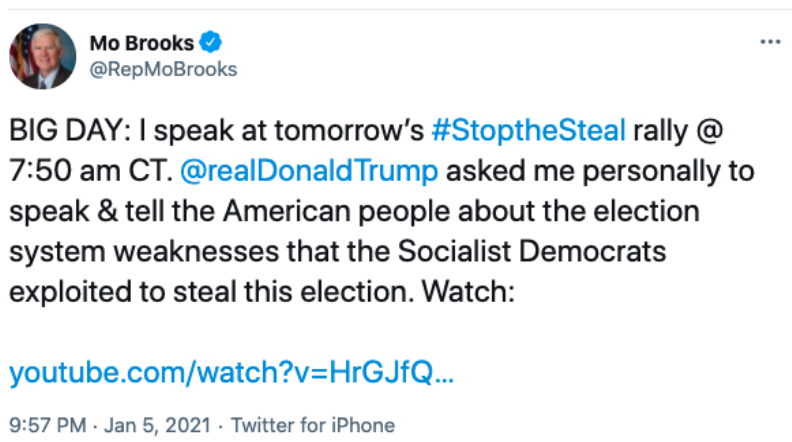 Mo Brooks
@RepMoBrooks
BIG DAY: I speak at tomorrow’s #StoptheSteal rally @
7:50 am CT. @realDonaldTrump asked me personally to
speak & tell the American people about the election
system weaknesses that the Socialist Democrats
exploited to steal this election. Watch:
youtube.com/watch?v=HrGJfQ...
9:57 PM · Jan 5, 2021 · Twitter for iPhone